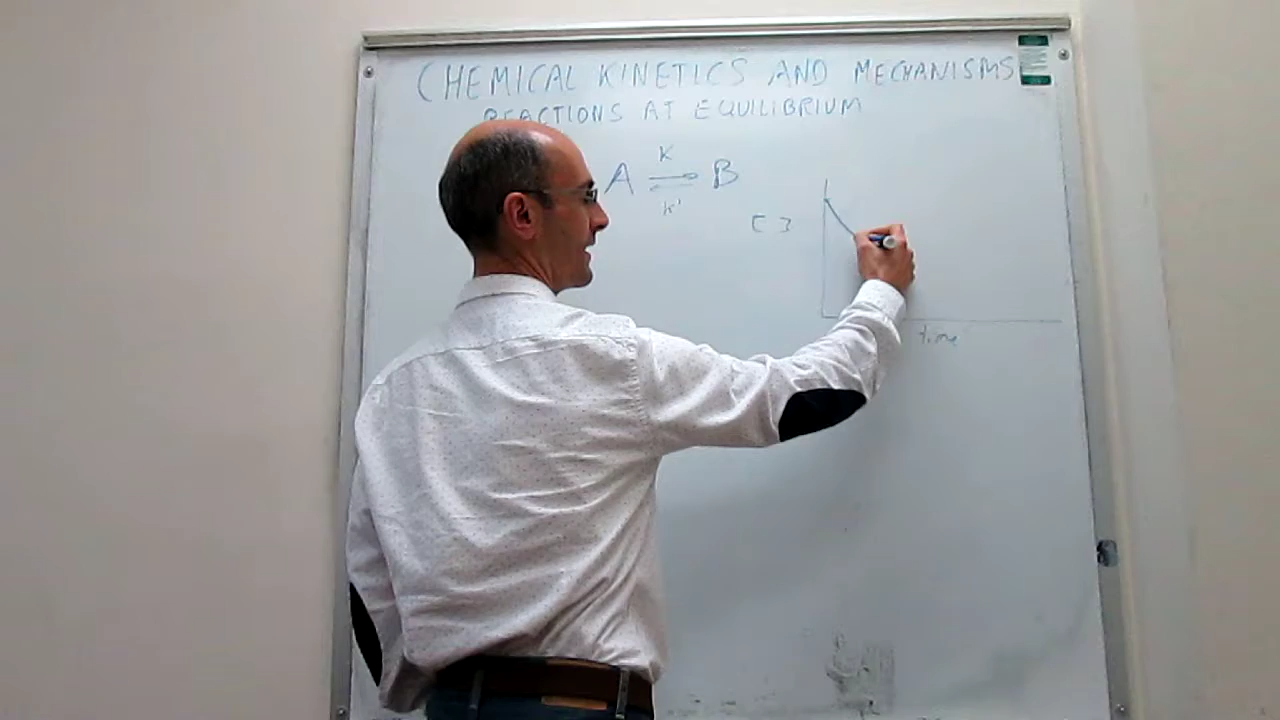 CHEMICAL KINETICS AND MECHANISMS
REACTIONS AT EQUILIBRIUM
K
A ⇌ B
K'
[ ]
time